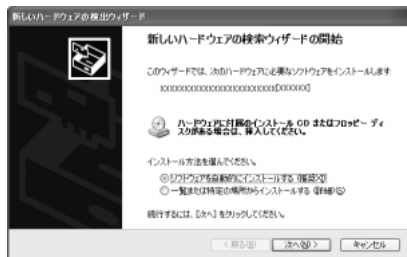 新しいハードウェアの検出ウィザード
新しいハードウェアの検索ウィザードの開始
このウィザードでは、次のハードウェアに必要なソフトウェアをインストールします:
XXXXXXXXXXXXXXXXXXXXXXXX[XXXXXX]
ハードウェアに付属のインストール CD またはフロッピー ディ
スクがある場合は、挿入してください。
インストール方法を選んでください。
ソフトウェアを自動的にインストールする (推奨)(I)
一覧または特定の場所からインストールする (詳細)(S)
続行するには、[次へ] をクリックしてください。
< 戻る(B) 次へ(N) > キャンセル